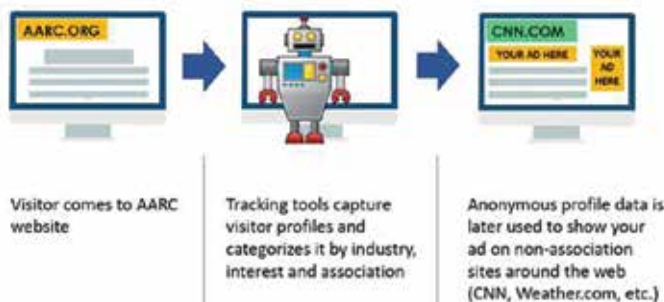 AARC.ORG
CNN.COM
YOUR AD HERE
YOUR
AD
HERE
Visitor comes to AARC
website
Tracking tools capture
visitor profiles and
categorizes it by industry,
interest and association
Anonymous profile data is
later used to show your
ad on non-association
sites around the web
(CNN, Weather.com, etc.)